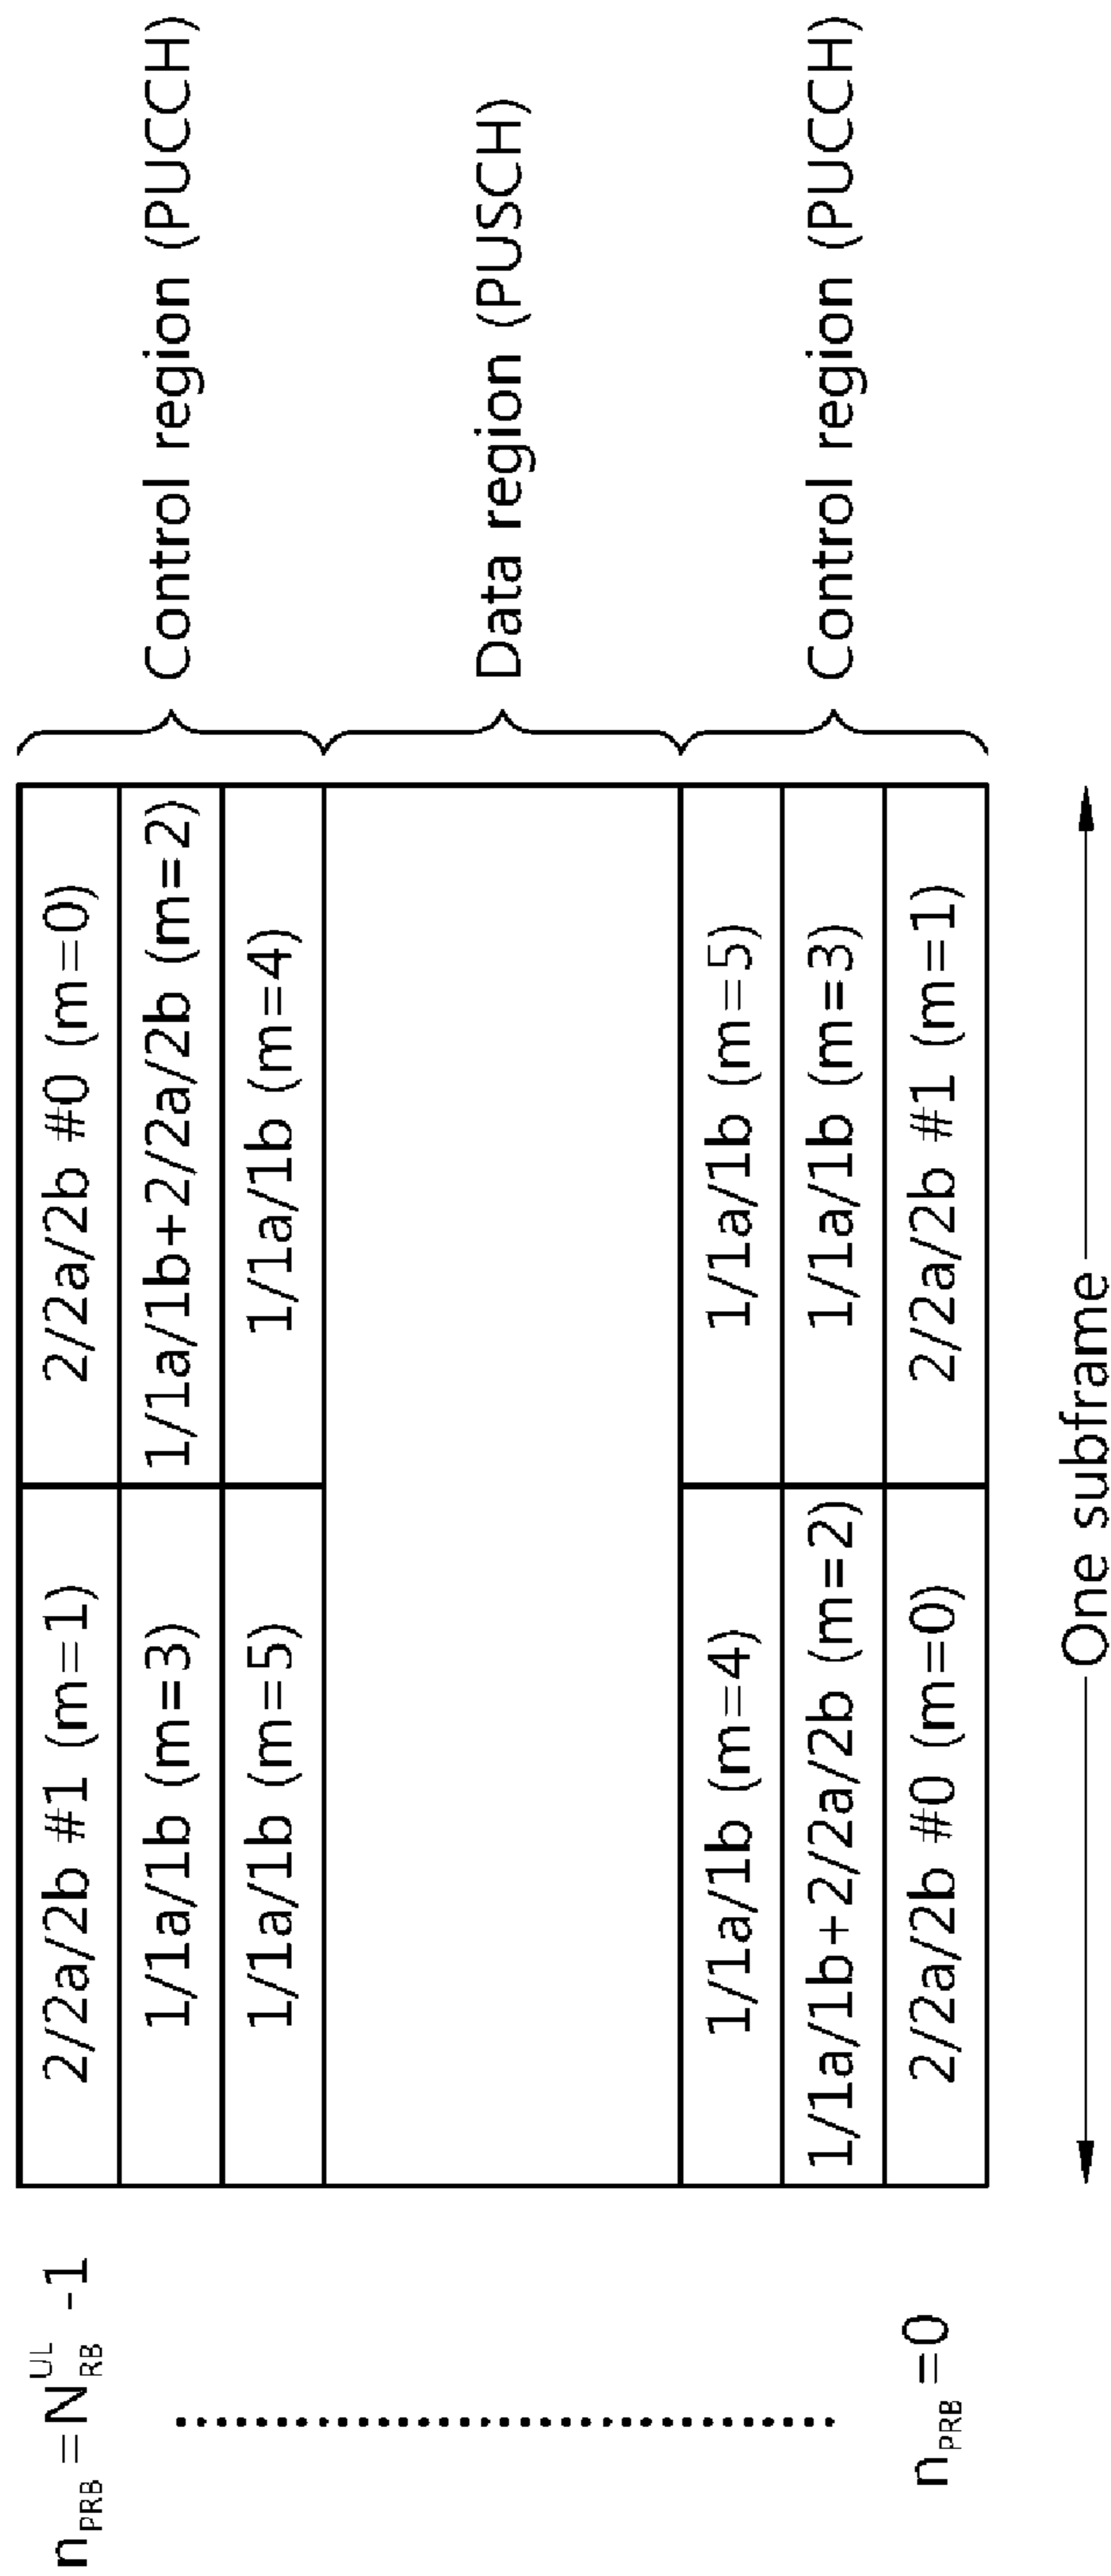 n_PRB = N_RB^UL -1
2/2a/2b #1 (m=1)
2/2a/2b #0 (m=0)
Control region (PUCCH)
1/1a/1b (m=3)
1/1a/1b+2/2a/2b (m=2)
1/1a/1b (m=5)
1/1a/1b (m=4)
Data region (PUSCH)
1/1a/1b (m=4)
1/1a/1b (m=5)
Control region (PUCCH)
1/1a/1b+2/2a/2b (m=2)
1/1a/1b (m=3)
n_PRB =0
2/2a/2b #0 (m=0)
2/2a/2b #1 (m=1)
One subframe